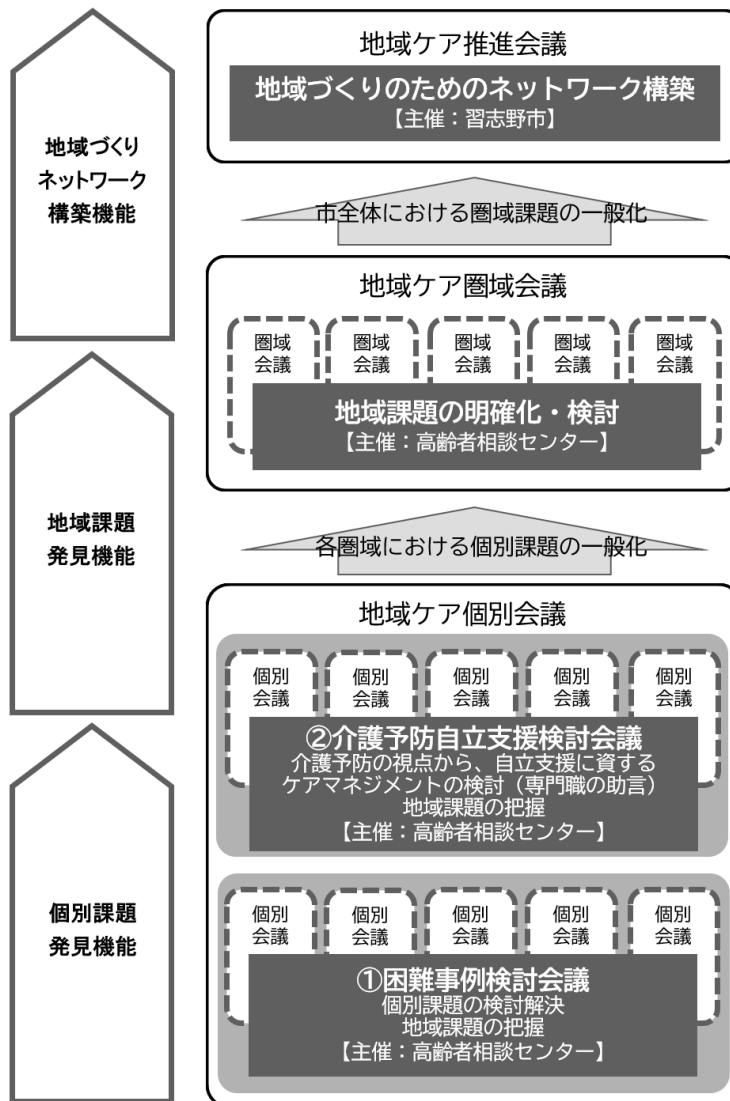 地域づくり
ネットワーク
構築機能
地域課題
発見機能
個別課題
発見機能
地域ケア推進会議
地域づくりのためのネットワーク構築
【主催：習志野市】
市全体における圏域課題の一般化
地域ケア圏域会議
圏域 圏域 圏域 圏域 圏域
会議 会議 会議 会議 会議
地域課題の明確化・検討
【主催：高齢者相談センター】
各圏域における個別課題の一般化
地域ケア個別会議
個別 個別 個別 個別 個別
会議 会議 会議 会議 会議
②介護予防自立支援検討会議
介護予防の視点から、自立支援に資する
ケアマネジメントの検討（専門職の助言）
地域課題の把握
【主催：高齢者相談センター】
個別 個別 個別 個別 個別
会議 会議 会議 会議 会議
①困難事例検討会議
個別課題の検討解決
地域課題の把握
【主催：高齢者相談センター】